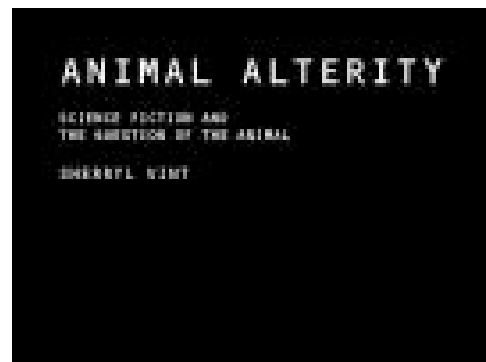 ANIMAL ALTERITY
SCIENCE FICTION AND
THE QUESTION OF THE ANIMAL
SHERRYL VINT